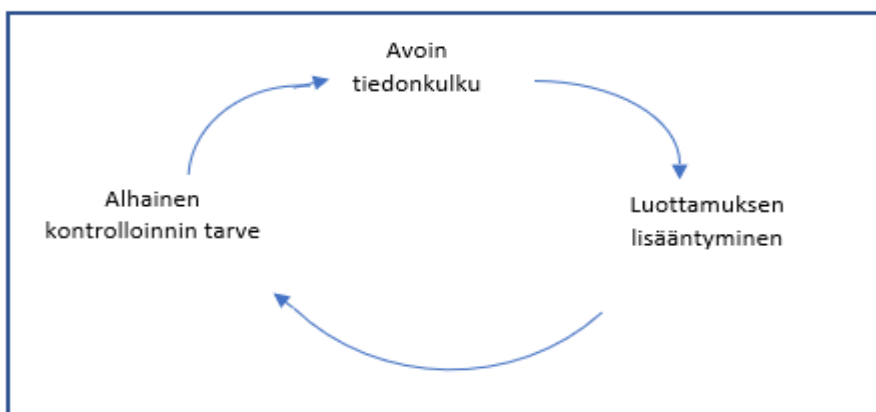 Avoin
tiedonkulku
Alhainen
kontrolloinnin tarve
Luottamuksen
lisääntyminen